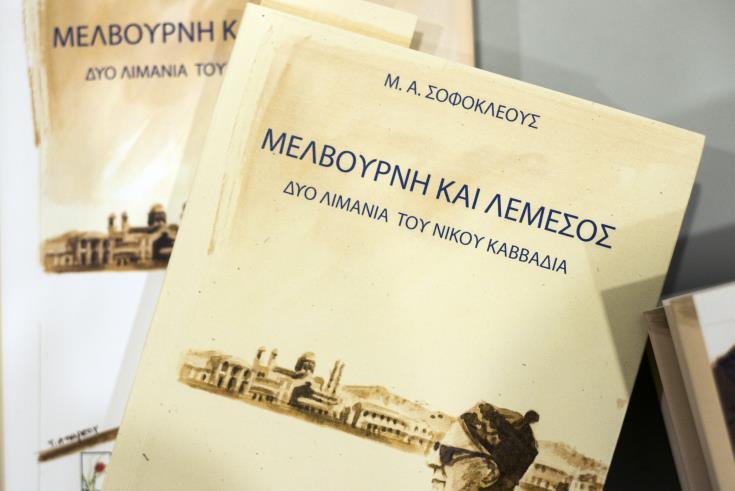 ΜΕΛΒΟΥΡΝΗ Κ
ΔΥΟ ΛΙΜΑΝΙΑ ΤΟΥ
Μ. Α. ΣΟΦΟΚΛΕΟΥΣ
ΜΕΛΒΟΥΡΝΗ ΚΑΙ ΛΕΜΕΣΟΣ
ΔΥΟ ΛΙΜΑΝΙΑ ΤΟΥ ΝΙΚΟΥ ΚΑΒΒΑΔΙΑ